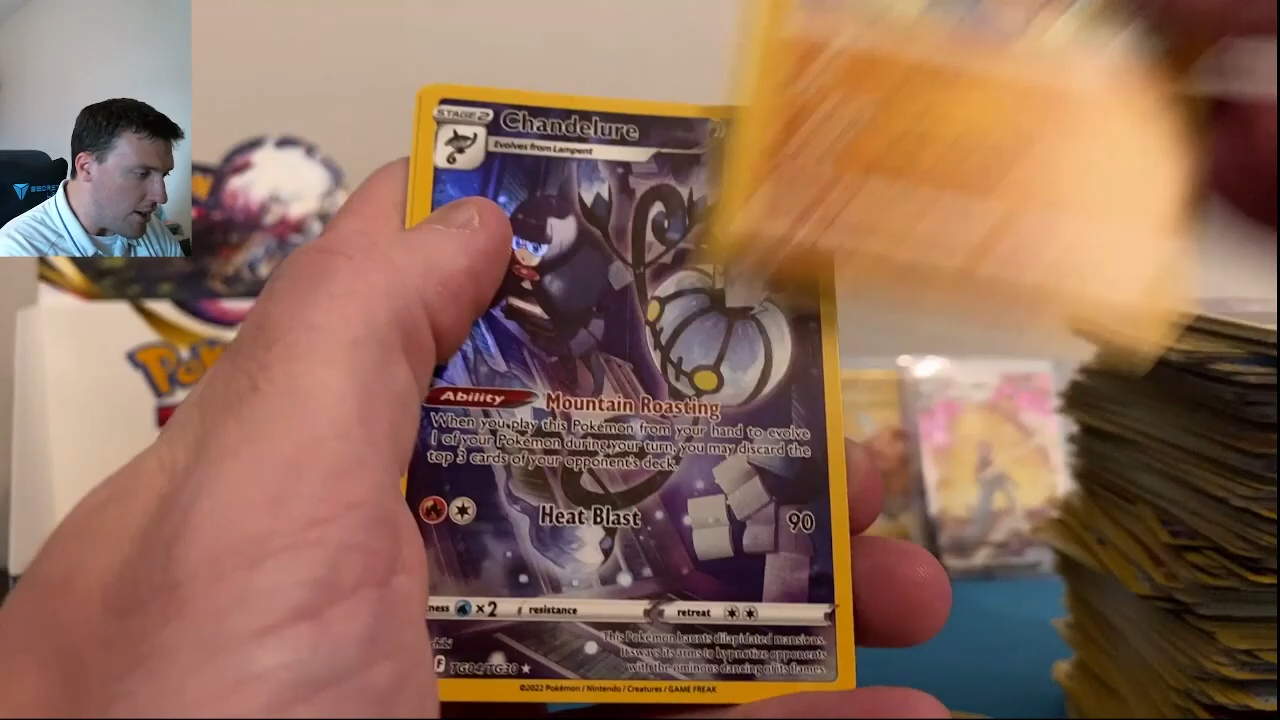 STAGE 2
Chandelure
Evolves from Lampent
Ability
Mountain Roasting
When you play this Pokémon from your hand to evolve
1 of your Pokémon during your turn, you may discard the
top 3 cards of your opponent's deck.
Heat Blast
90
ness ×2 resistance retreat
This Pokémon haunts dilapidated mansions.
It sways its arms to hypnotize opponents
with the ominous dancing of its flames.
F TG04/TG30
©2022 Pokémon / Nintendo / Creatures / GAME FREAK
SECRE
Pok